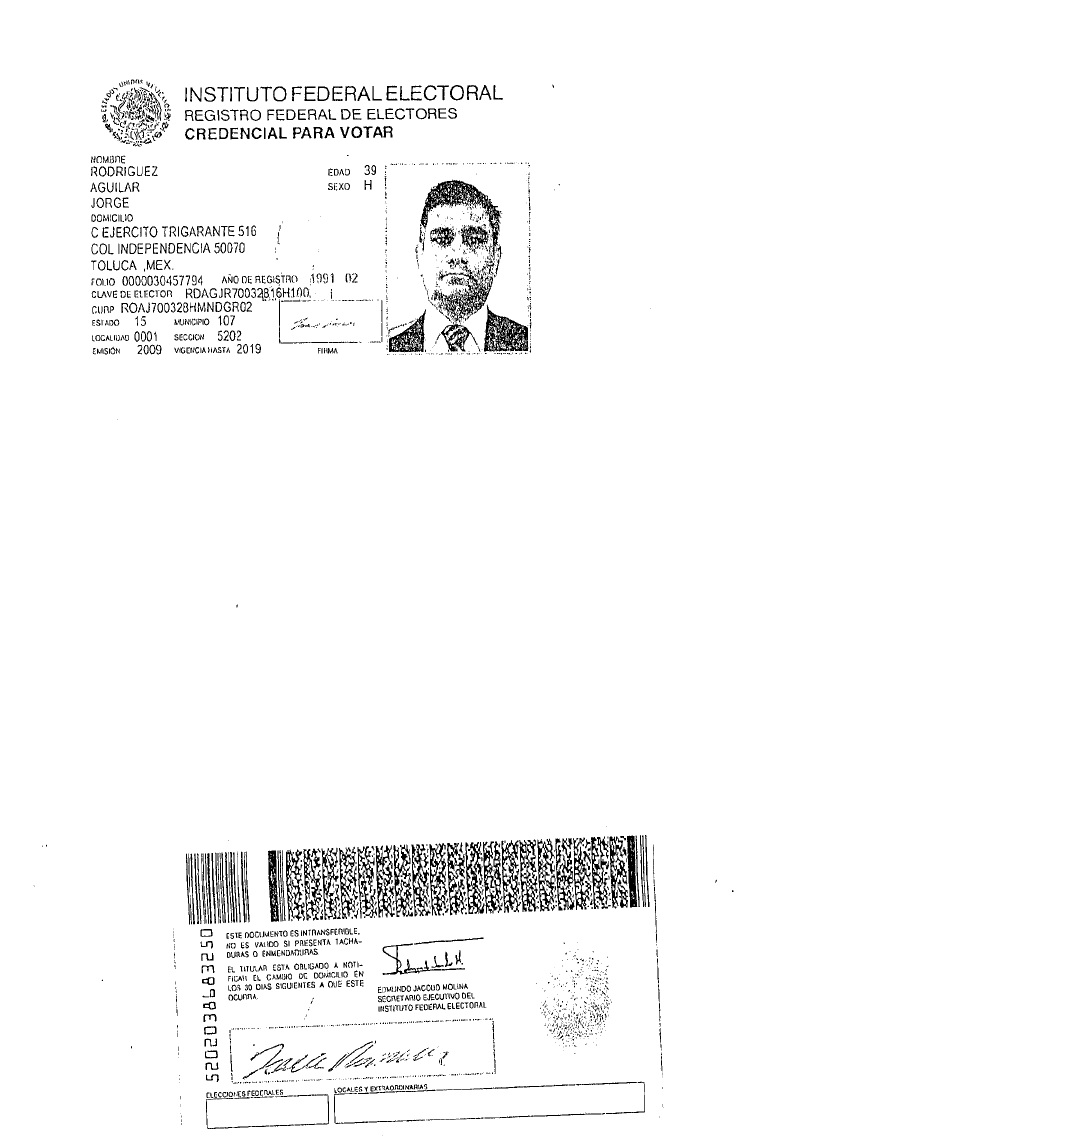 ESTADOS UNIDOS MEXICANOS
INSTITUTO FEDERAL ELECTORAL
REGISTRO FEDERAL DE ELECTORES
CREDENCIAL PARA VOTAR
NOMBRE
RODRIGUEZ
EDAD 39
AGUILAR
SEXO H
JORGE
DOMICILIO
C EJERCITO TRIGARANTE 516
COL INDEPENDENCIA 50070
TOLUCA ,MEX.
FOLIO 0000030457794 AÑO DE REGISTRO 1991 02
CLAVE DE ELECTOR RDAGJR70032816H100
CURP ROAJ700328HMNDGR02
ESTADO 15 MUNICIPIO 107
LOCALIDAD 0001 SECCION 5202
EMISIÓN 2009 VIGENCIA HASTA 2019
FIRMA
ESTE DOCUMENTO ES INTRANSFERIBLE,
NO ES VALIDO SI PRESENTA TACHA-
DURAS O ENMENDADURAS.
EL TITULAR ESTA OBLIGADO A NOTI-
FICAR EL CAMBIO DE DOMICILIO EN
LOS 30 DIAS SIGUIENTES A QUE ESTE
OCURRA.
EDMUNDO JACOBO MOLINA
SECRETARIO EJECUTIVO DEL
INSTITUTO FEDERAL ELECTORAL
ELECCIONES FEDERALES
LOCALES Y EXTRAORDINARIAS